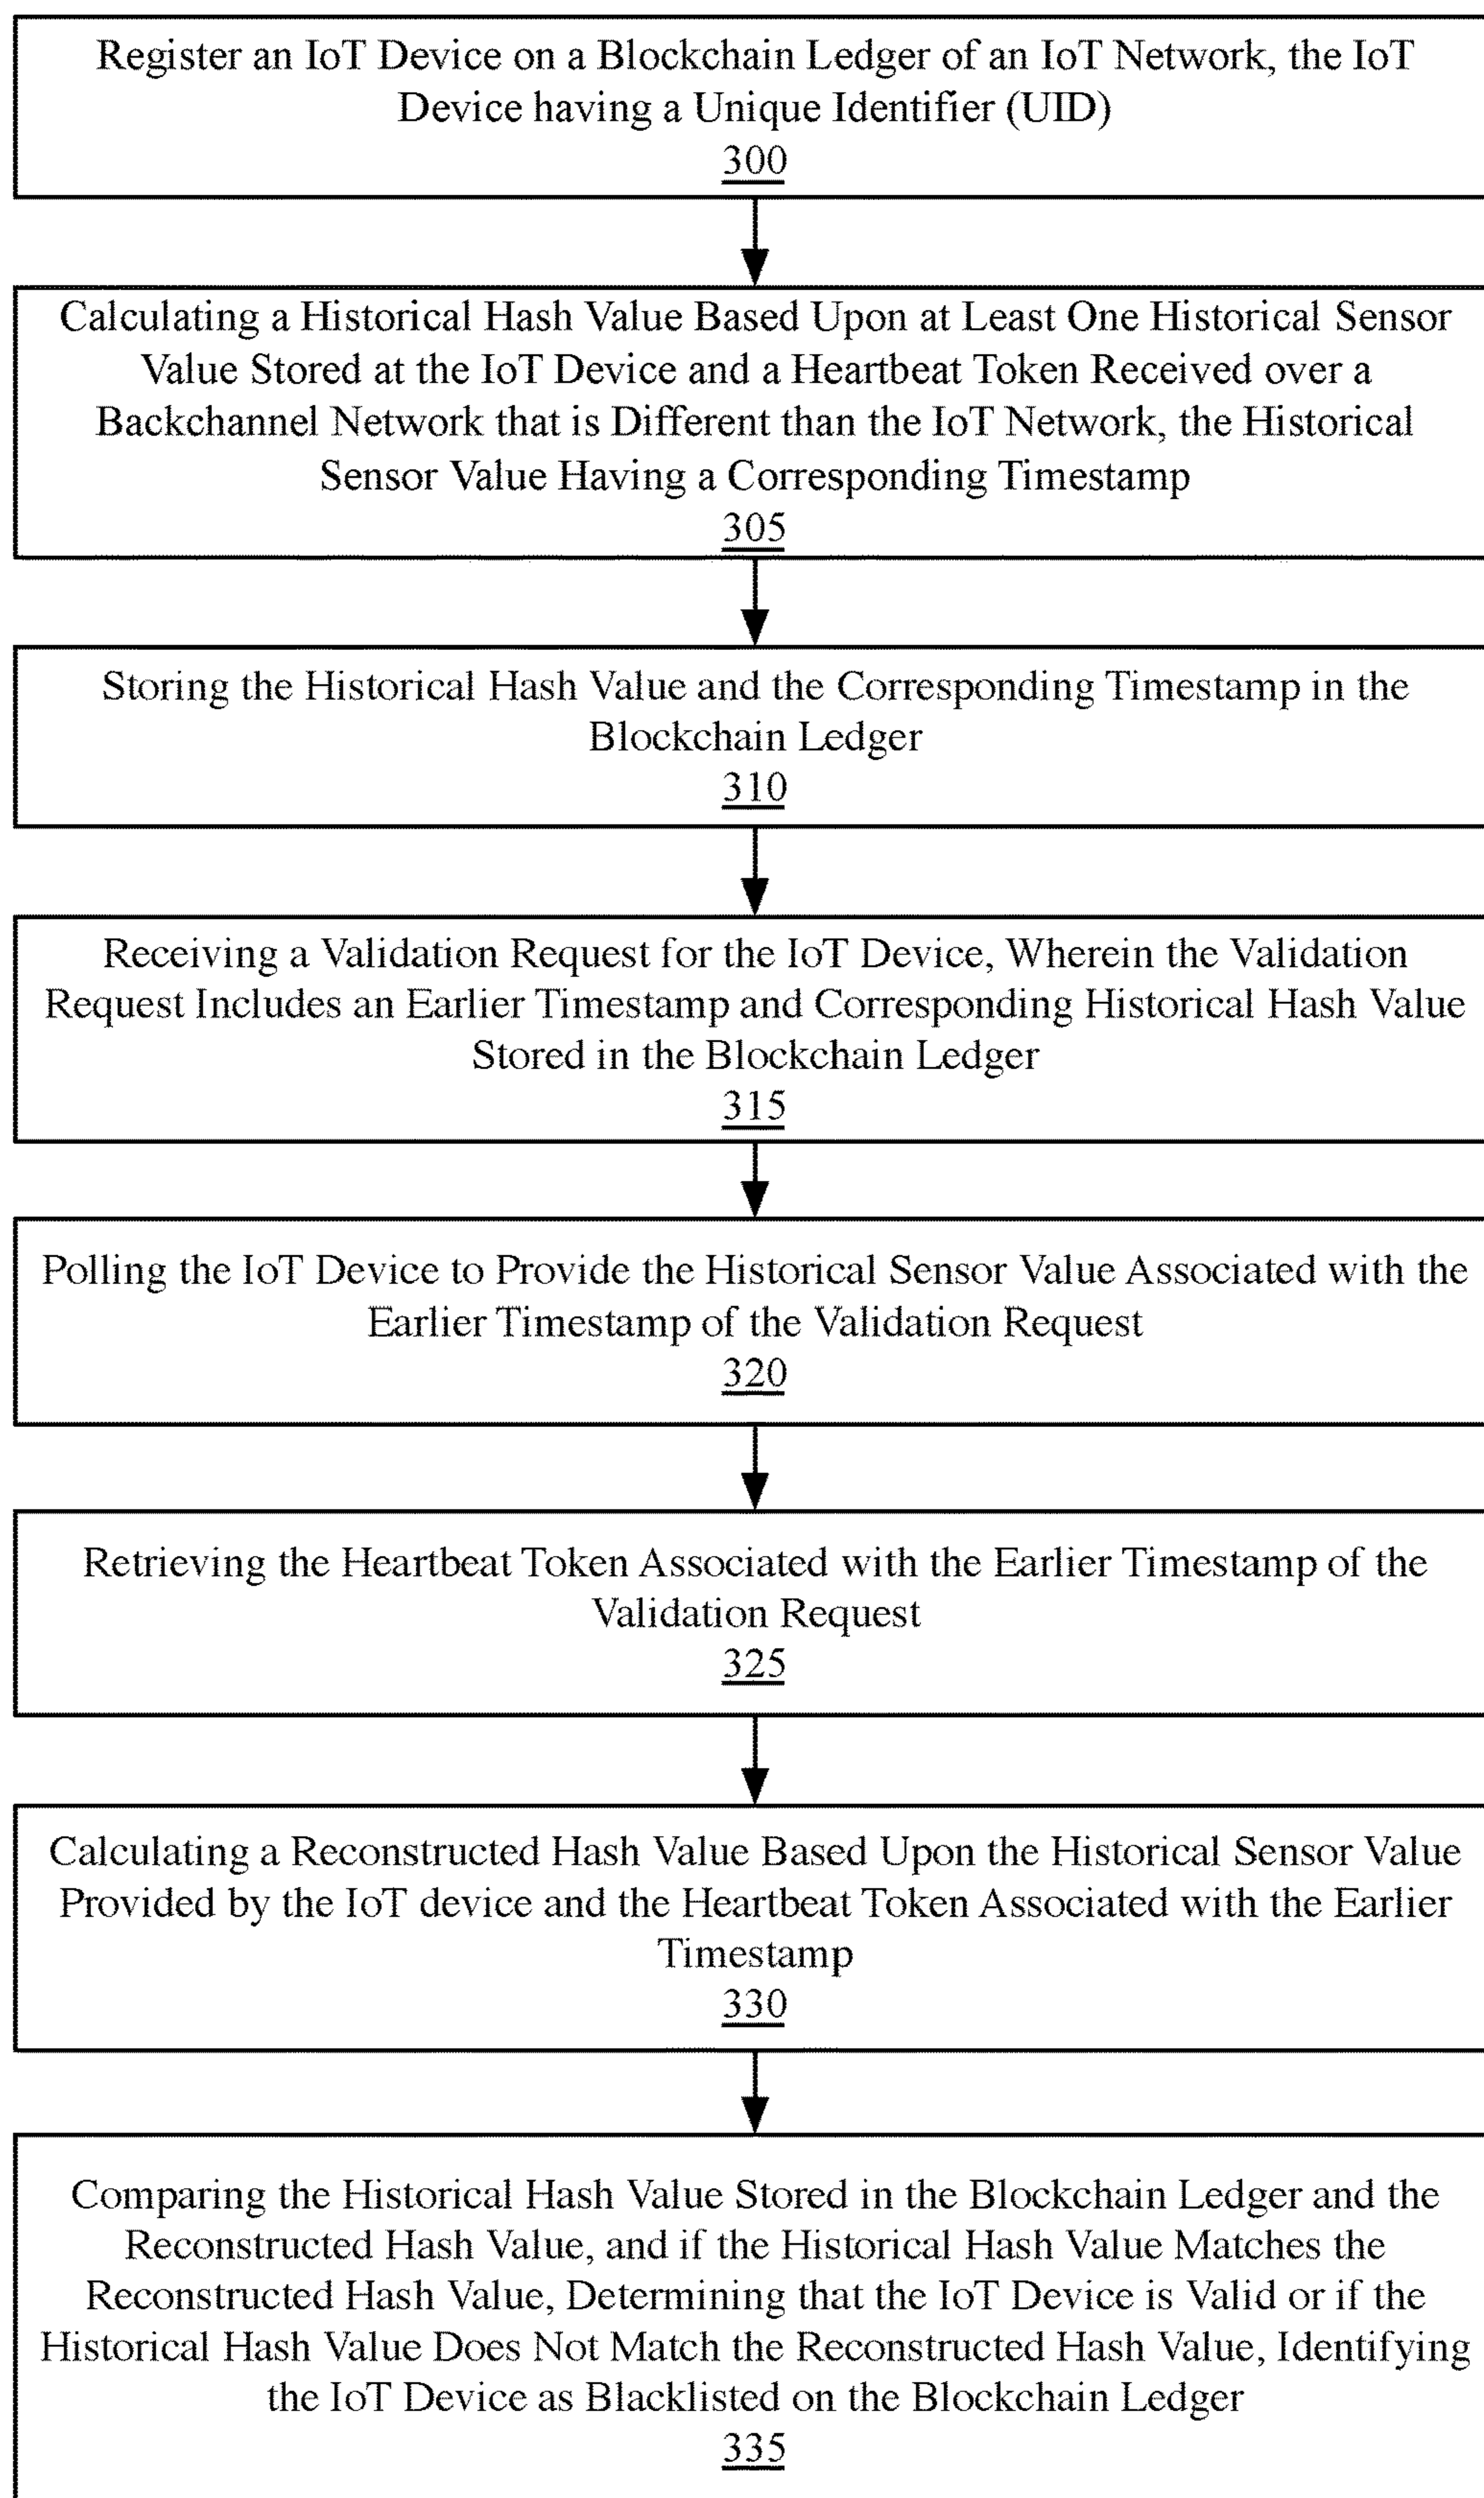 Register an IoT Device on a Blockchain Ledger of an IoT Network, the IoT
Device having a Unique Identifier (UID)
300
Calculating a Historical Hash Value Based Upon at Least One Historical Sensor
Value Stored at the IoT Device and a Heartbeat Token Received over a
Backchannel Network that is Different than the IoT Network, the Historical
Sensor Value Having a Corresponding Timestamp
305
Storing the Historical Hash Value and the Corresponding Timestamp in the
Blockchain Ledger
310
Receiving a Validation Request for the IoT Device, Wherein the Validation
Request Includes an Earlier Timestamp and Corresponding Historical Hash Value
Stored in the Blockchain Ledger
315
Polling the IoT Device to Provide the Historical Sensor Value Associated with the
Earlier Timestamp of the Validation Request
320
Retrieving the Heartbeat Token Associated with the Earlier Timestamp of the
Validation Request
325
Calculating a Reconstructed Hash Value Based Upon the Historical Sensor Value
Provided by the IoT device and the Heartbeat Token Associated with the Earlier
Timestamp
330
Comparing the Historical Hash Value Stored in the Blockchain Ledger and the
Reconstructed Hash Value, and if the Historical Hash Value Matches the
Reconstructed Hash Value, Determining that the IoT Device is Valid or if the
Historical Hash Value Does Not Match the Reconstructed Hash Value, Identifying
the IoT Device as Blacklisted on the Blockchain Ledger
335